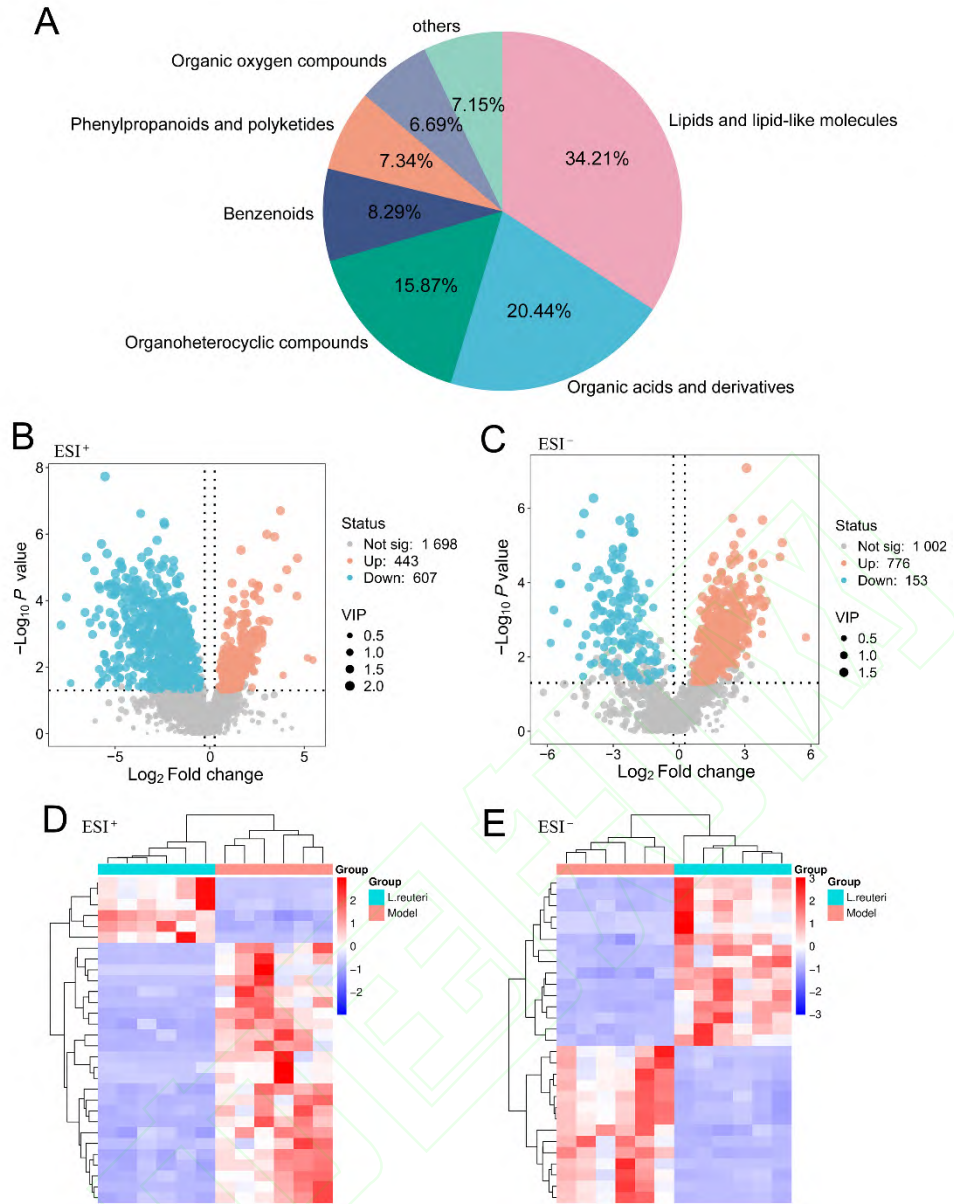 A
others
7.15%
Organic oxygen compounds
6.69%
Phenylpropanoids and polyketides
7.34%
Lipids and lipid-like molecules
34.21%
Benzenoids
8.29%
Organoheterocyclic compounds
15.87%
20.44%
Organic acids and derivatives
B
ESI+
8
6
4
2
0
−Log10 P value
−5
0
5
Log2 Fold change
Status
Not sig: 1 698
Up: 443
Down: 607
VIP
0.5
1.0
1.5
2.0
C
ESI−
6
4
2
0
−Log10 P value
−6
−3
0
3
6
Log2 Fold change
Status
Not sig: 1 002
Up: 776
Down: 153
VIP
0.5
1.0
1.5
D
ESI+
Group
2
1
0
−1
−2
Group
L.reuteri
Model
E
ESI−
Group
3
2
1
0
−1
−2
−3
Group
L.reuteri
Model